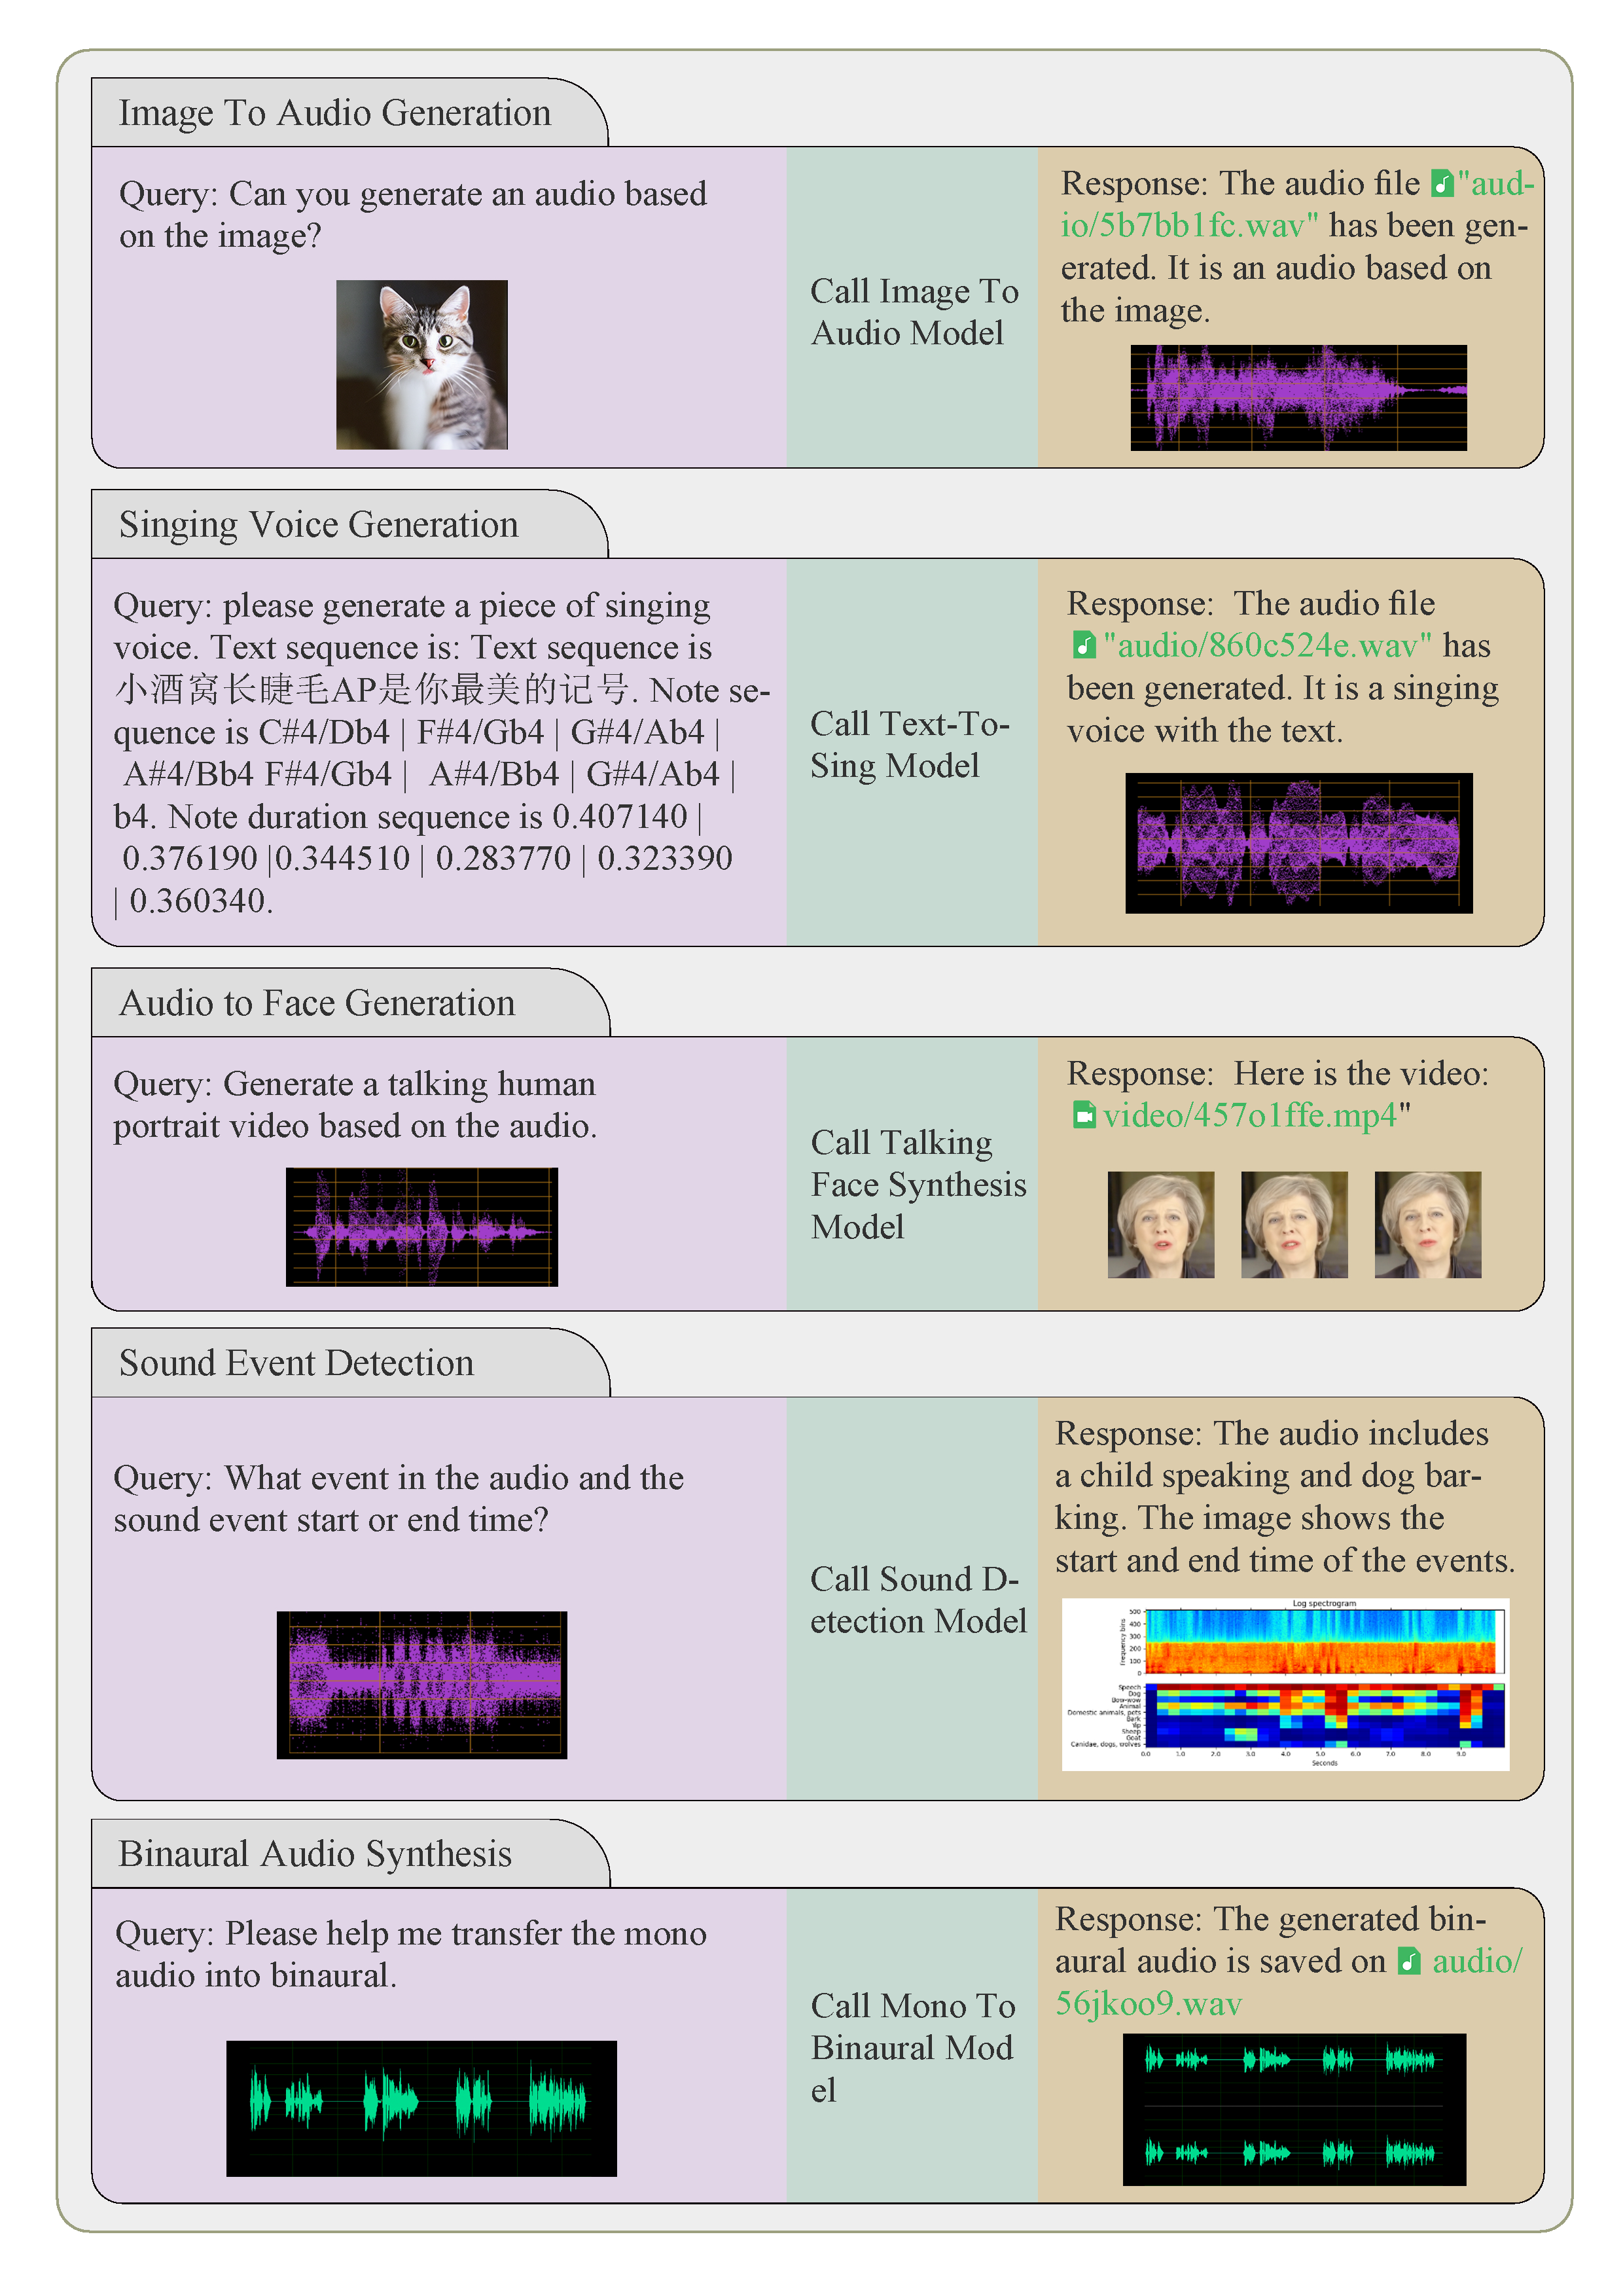 Image To Audio Generation
Query: Can you generate an audio based
on the image?
Call Image To
Audio Model
Response: The audio file "aud-
io/5b7bb1fc.wav" has been gen-
erated. It is an audio based on
the image.
Singing Voice Generation
Query: please generate a piece of singing
voice. Text sequence is: Text sequence is
小酒窝长睫毛AP是你最美的记号. Note se-
quence is C#4/Db4 | F#4/Gb4 | G#4/Ab4 |
A#4/Bb4 F#4/Gb4 | A#4/Bb4 | G#4/Ab4 |
b4. Note duration sequence is 0.407140 |
0.376190 |0.344510 | 0.283770 | 0.323390
| 0.360340.
Call Text-To-
Sing Model
Response: The audio file
"audio/860c524e.wav" has
been generated. It is a singing
voice with the text.
Audio to Face Generation
Query: Generate a talking human
portrait video based on the audio.
Call Talking
Face Synthesis
Model
Response: Here is the video:
video/457o1ffe.mp4"
Sound Event Detection
Query: What event in the audio and the
sound event start or end time?
Call Sound D-
etection Model
Response: The audio includes
a child speaking and dog bar-
king. The image shows the
start and end time of the events.
Log spectrogram
Frequency bins
500
400
300
200
100
0
Speech
Dog
Bow-wow
Animal
Domestic animals, pets
Bark
Yip
Sheep
Goat
Canidae, dogs, wolves
0.0 1.0 2.0 3.0 4.0 5.0 6.0 7.0 8.0 9.0
Seconds
Binaural Audio Synthesis
Query: Please help me transfer the mono
audio into binaural.
Call Mono To
Binaural Mod
el
Response: The generated bin-
aural audio is saved on audio/
56jkoo9.wav